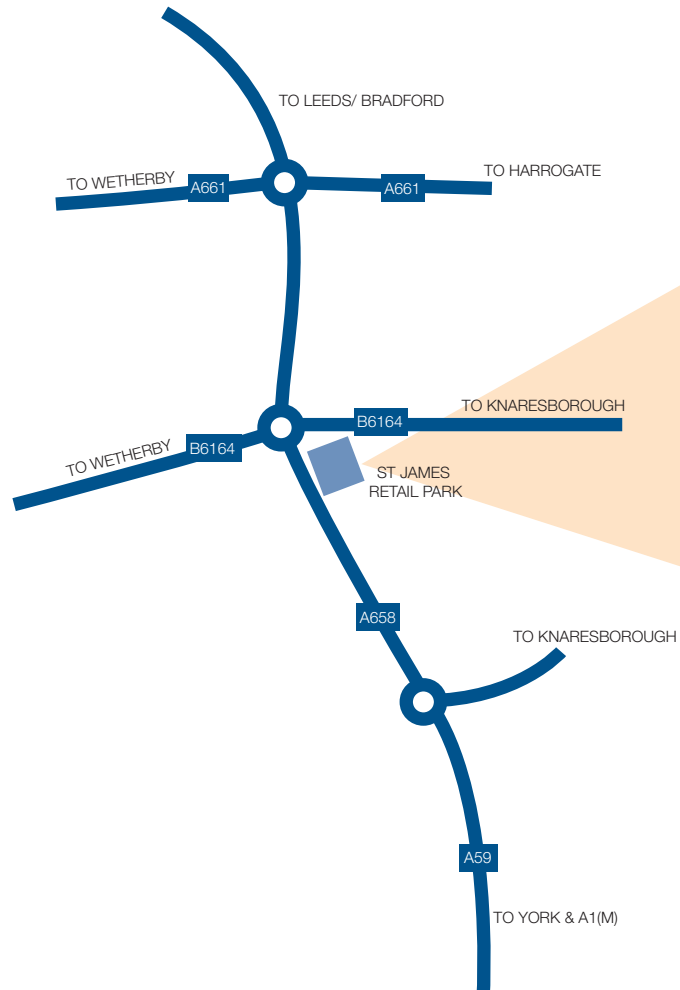 TO LEEDS/ BRADFORD
TO HARROGATE
TO WETHERBY
A661
A661
TO KNARESBOROUGH
B6164
TO WETHERBY
B6164
ST JAMES
RETAIL PARK
A658
TO KNARESBOROUGH
A59
TO YORK & A1(M)